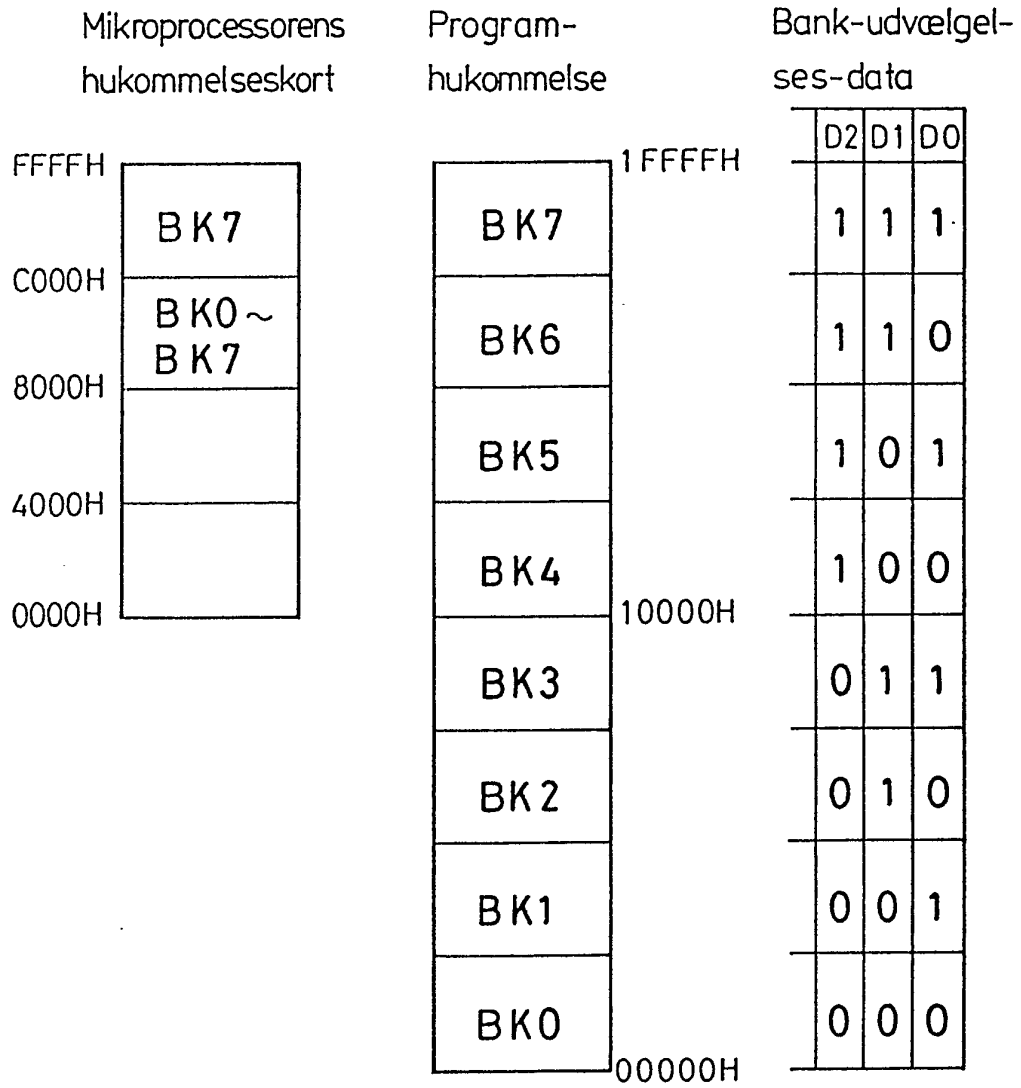 Mikroprocessorens
hukommelseskort
Program-
hukommelse
Bank-udvælgel-
ses-data
D2 D1 D0
FFFFH
BK7
C000H
BK0~
BK7
8000H
4000H
0000H
1FFFFH
BK7
BK6
BK5
BK4
10000H
BK3
BK2
BK1
BK0
00000H
1 1 1
1 1 0
1 0 1
1 0 0
0 1 1
0 1 0
0 0 1
0 0 0